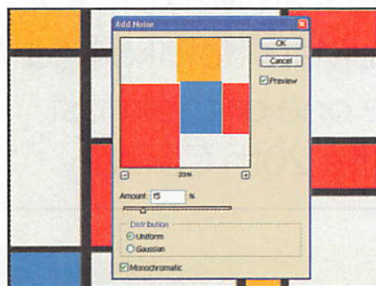 Add Noise
OK
Cancel
Preview
Amount: 15 %
Distribution
Uniform
Gaussian
Monochromatic